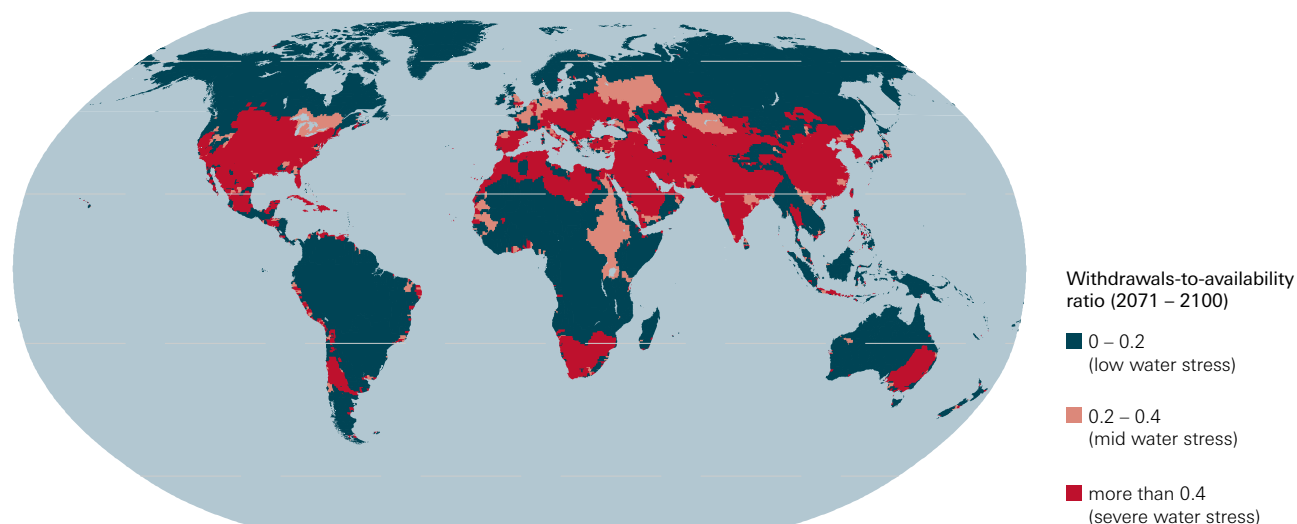 Withdrawals-to-availability
ratio (2071 – 2100)
0 – 0.2
(low water stress)
0.2 – 0.4
(mid water stress)
more than 0.4
(severe water stress)